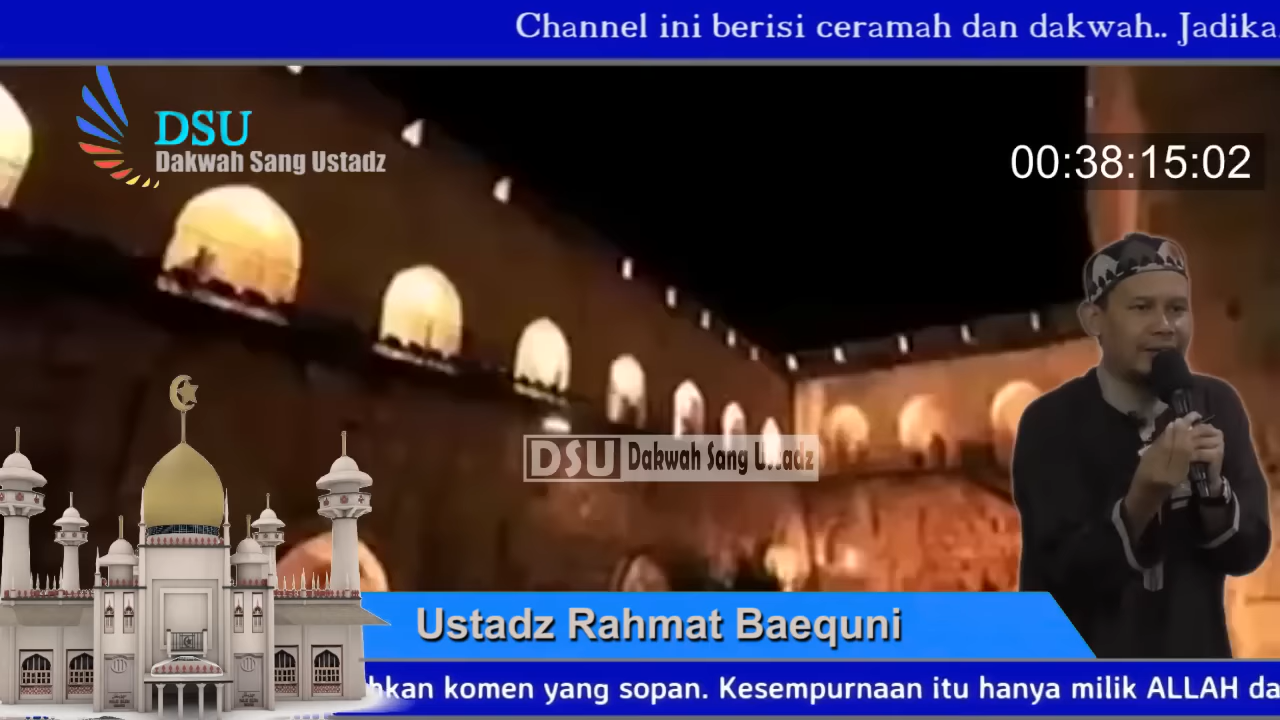 Channel ini berisi ceramah dan dakwah.. Jadika
DSU
Dakwah Sang Ustadz
00:38:15:02
DSU Dakwah Sang Ustadz
Ustadz Rahmat Baequni
hkan komen yang sopan. Kesempurnaan itu hanya milik ALLAH da